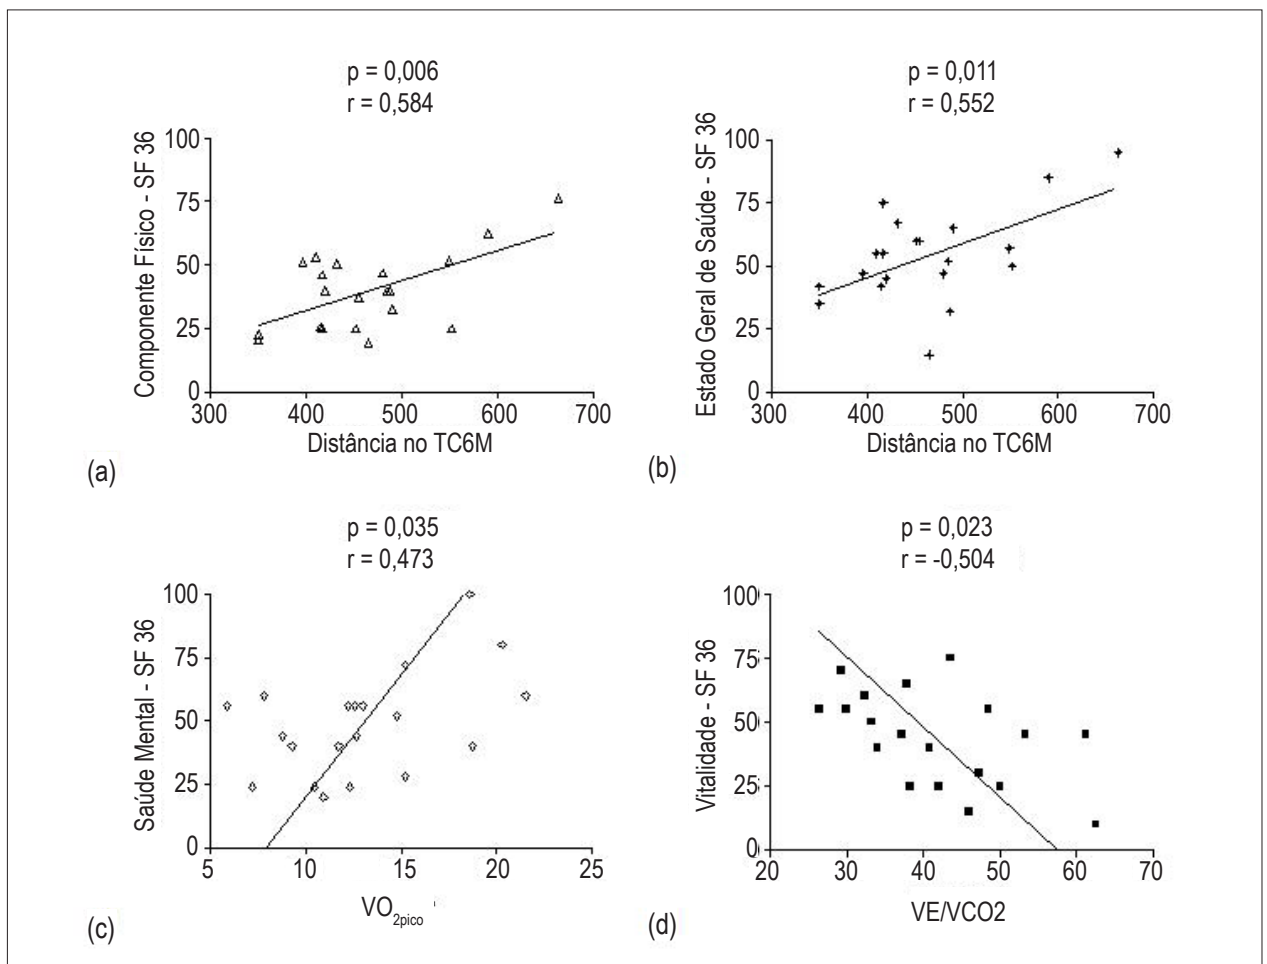 p = 0,006
r = 0,584
Componente Físico - SF 36
100
75
50
25
0
300 400 500 600 700
Distância no TC6M
(a)
p = 0,011
r = 0,552
Estado Geral de Saúde - SF 36
100
75
50
25
0
300 400 500 600 700
Distância no TC6M
(b)
p = 0,035
r = 0,473
Saúde Mental - SF 36
100
75
50
25
0
5 10 15 20 25
VO2pico
(c)
p = 0,023
r = -0,504
Vitalidade - SF 36
100
75
50
25
0
20 30 40 50 60 70
VE/VCO2
(d)